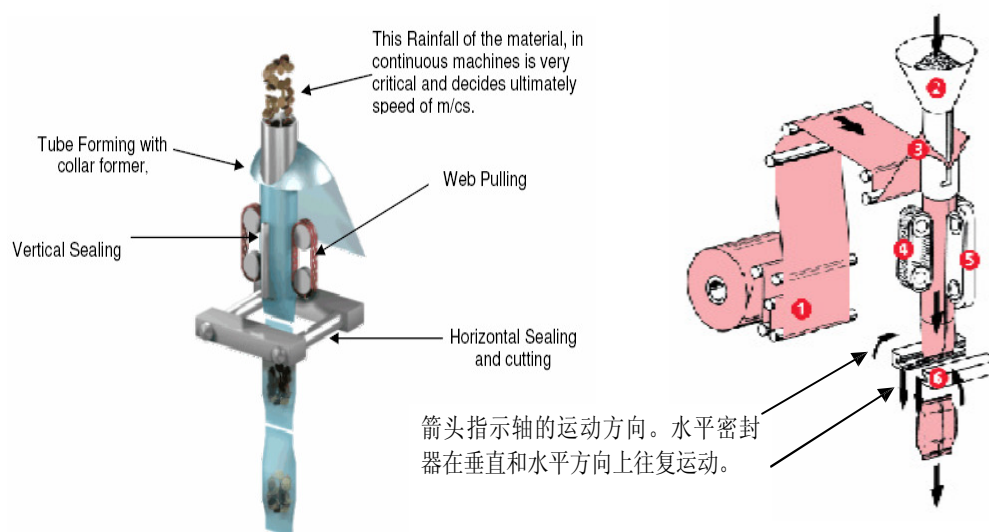 This Rainfall of the material, in
continuous machines is very
critical and decides ultimately
speed of m/cs.
Tube Forming with
collar former,
Web Pulling
Vertical Sealing
Horizontal Sealing
and cutting
2
3
4
5
1
6
箭头指示轴的运动方向。水平密封
器在垂直和水平方向上往复运动。